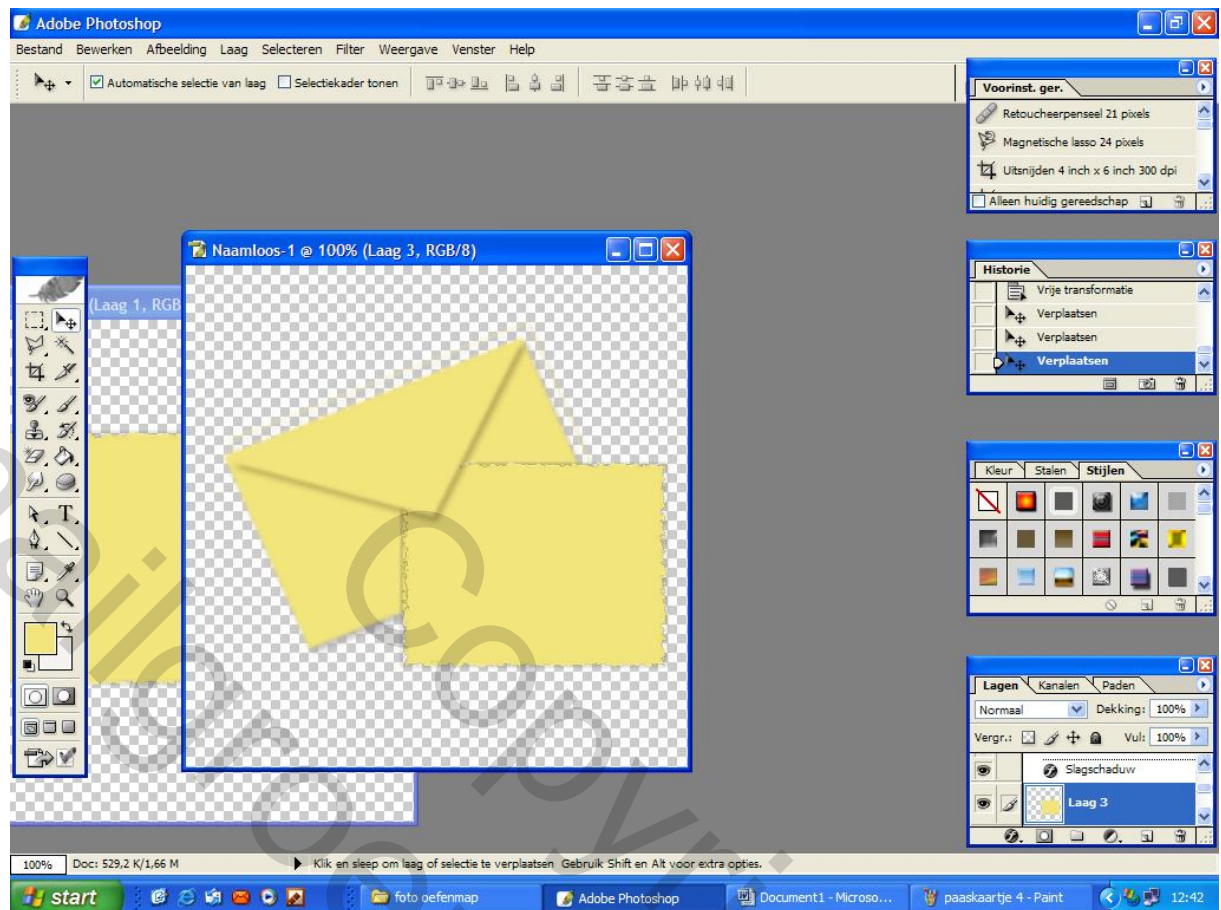 Adobe Photoshop
Bestand Bewerken Afbeelding Laag Selecteren Filter Weergave Venster Help
Automatische selectie van laag Selectiekader tonen
Voorinst. ger.
Retoucheerpenseel 21 pixels
Magnetische lasso 24 pixels
Uitsnijden 4 inch x 6 inch 300 dpi
Alleen huidig gereedschap
Naamloos-1 @ 100% (Laag 3, RGB/8)
(Laag 1, RGB
Historie
Vrije transformatie
Verplaatsen
Verplaatsen
Verplaatsen
Kleur Stalen Stijlen
Lagen Kanalen Paden
Normaal Dekking: 100%
Vergr.: Vul: 100%
Slagschaduw
Laag 3
100% Doc: 529,2 K/1,66 M Klik en sleep om laag of selectie te verplaatsen Gebruik Shift en Alt voor extra opties.
start foto oefenmap Adobe Photoshop Document1 - Microso... paaskaartje 4 - Paint 12:42